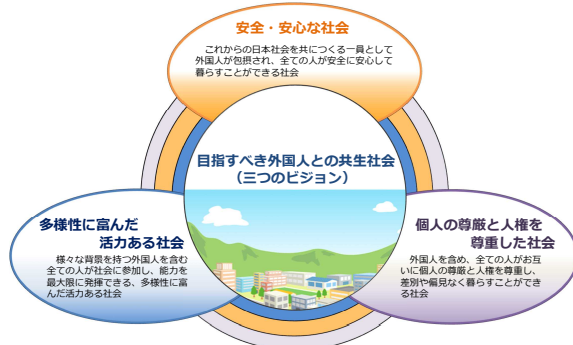 安全・安心な社会
これからの日本社会を共につくる一員として
外国人が包摂され、全ての人が安全に安心して
暮らすことができる社会
目指すべき外国人との共生社会
（三つのビジョン）
多様性に富んだ
活力ある社会
様々な背景を持つ外国人を含む
全ての人が社会に参加し、能力を
最大限に発揮できる、多様性に富
んだ活力ある社会
個人の尊厳と人権を
尊重した社会
外国人を含め、全ての人がお互
いに個人の尊厳と人権を尊重し、
差別や偏見なく暮らすことができ
る社会